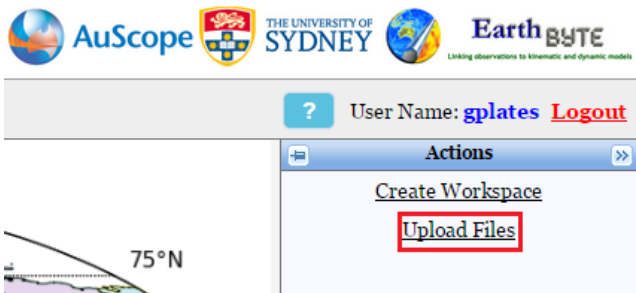 AuScope
THE UNIVERSITY OF
SYDNEY
Earth BYTE
Linking observations to kinematic and dynamic models
? User Name: gplates Logout
Actions
Create Workspace
Upload Files
75°N